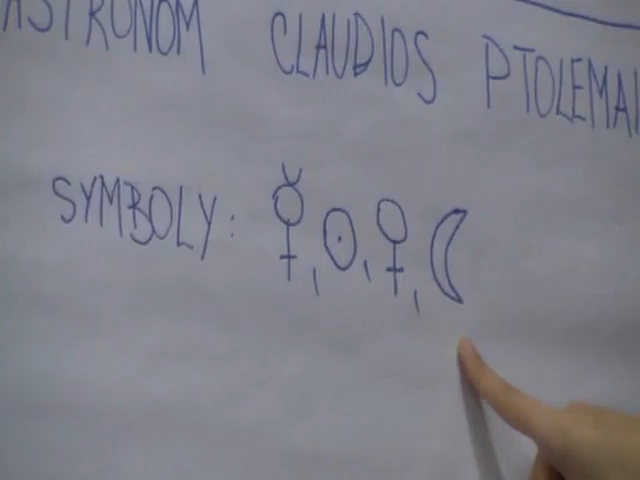 ASTRONOM CLAUDIOS PTOLEMAI
SYMBOLY: ☿, ☉, ♀, ☾